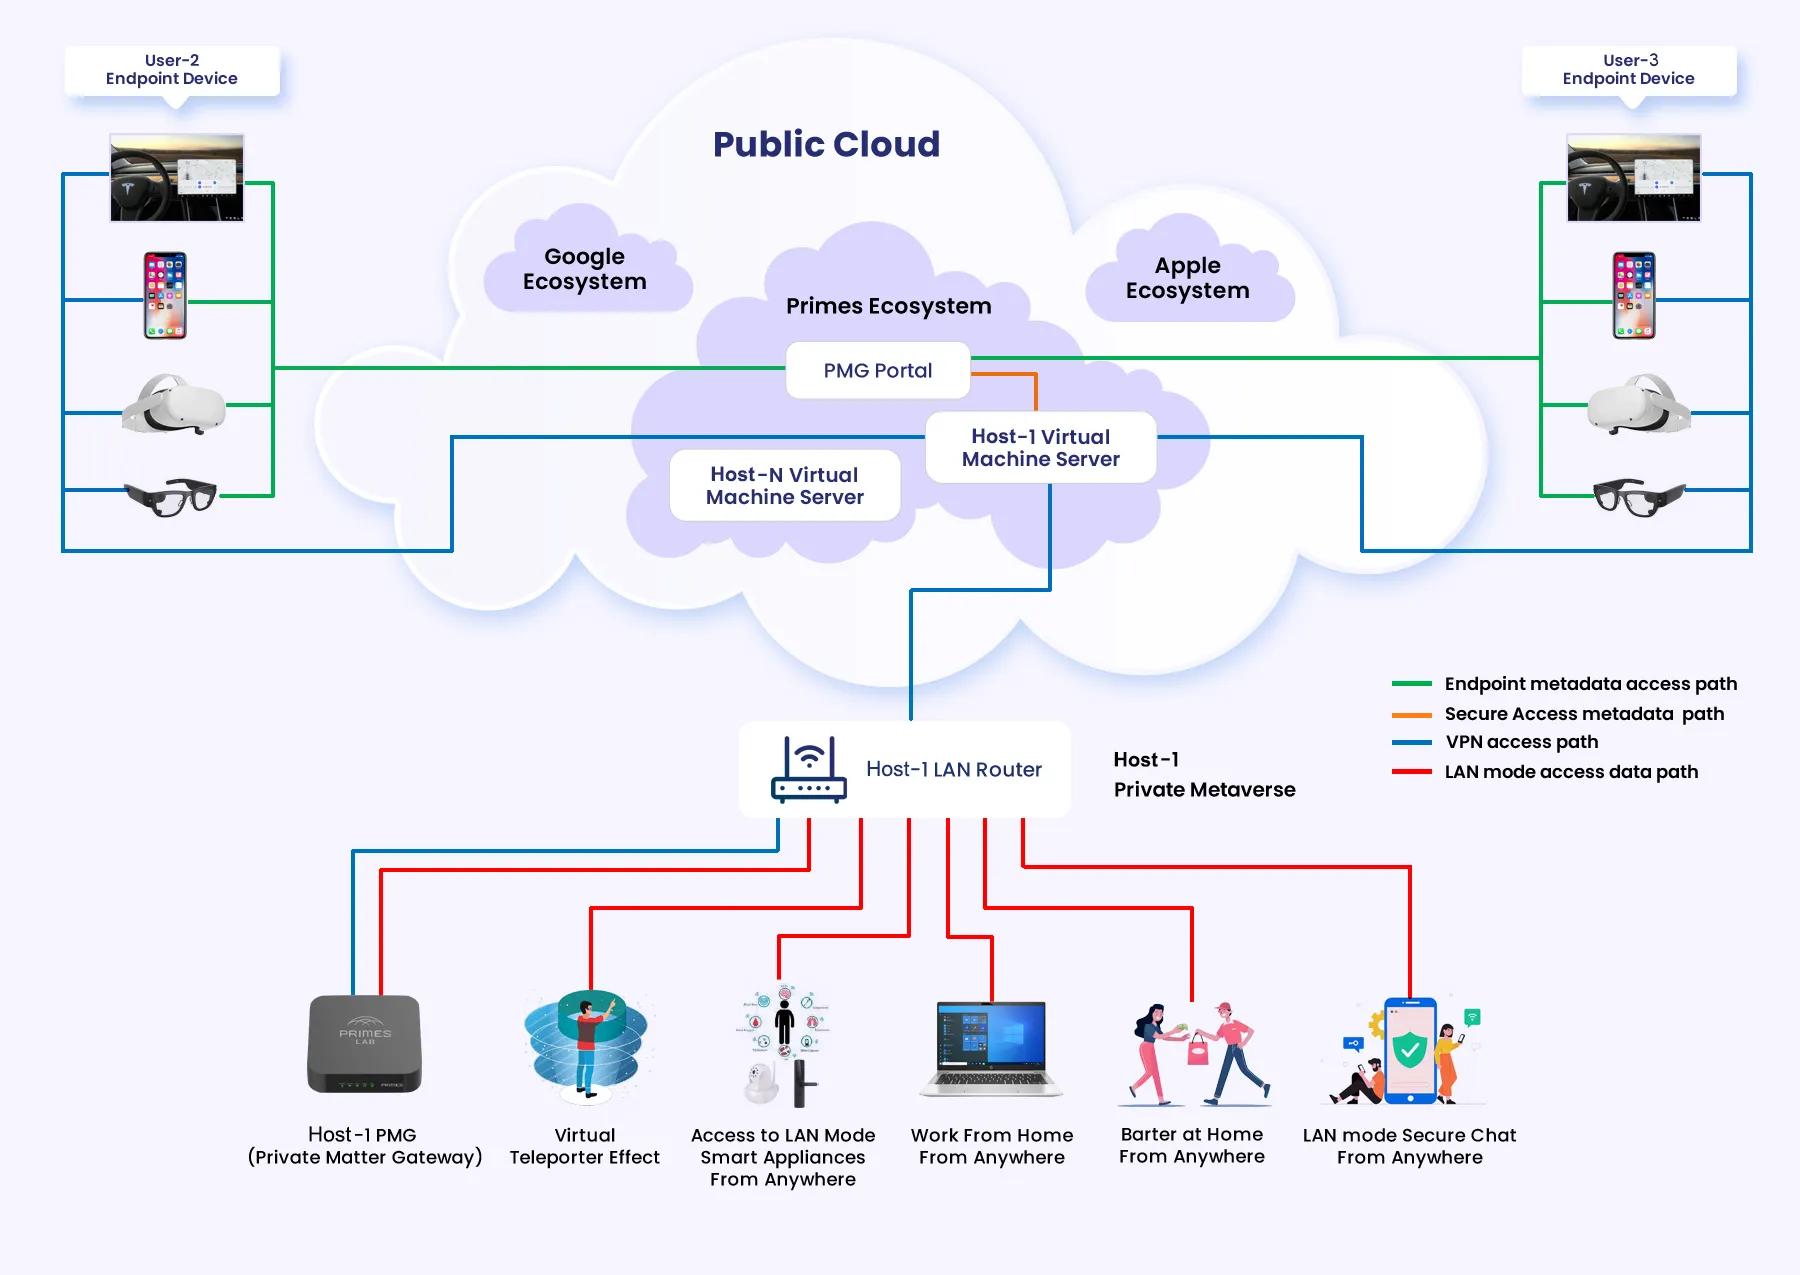 User-2
Endpoint Device
User-3
Endpoint Device
Public Cloud
Google
Ecosystem
Primes Ecosystem
Apple
Ecosystem
PMG Portal
Host-1 Virtual
Machine Server
Host-N Virtual
Machine Server
Endpoint metadata access path
Secure Access metadata path
VPN access path
LAN mode access data path
Host-1 LAN Router
Host-1
Private Metaverse
PRIMES
LAB
PRIMES
Host-1 PMG
(Private Matter Gateway)
Virtual
Teleporter Effect
Access to LAN Mode
Smart Appliances
From Anywhere
Work From Home
From Anywhere
Barter at Home
From Anywhere
LAN mode Secure Chat
From Anywhere